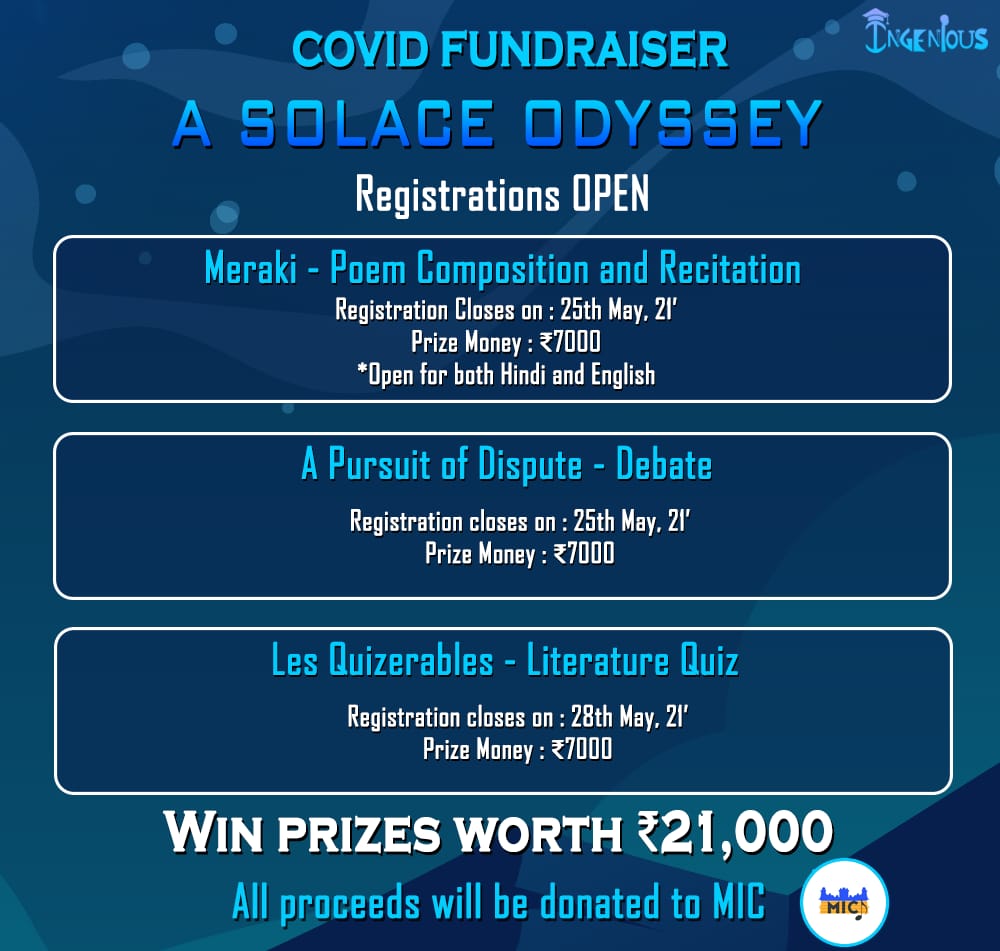 INGENIOUS
COVID FUNDRAISER
A SOLACE ODYSSEY
Registrations OPEN
Meraki - Poem Composition and Recitation
Registration Closes on : 25th May, 21’
Prize Money : ₹7000
*Open for both Hindi and English
A Pursuit of Dispute - Debate
Registration closes on : 25th May, 21’
Prize Money : ₹7000
Les Quizerables - Literature Quiz
Registration closes on : 28th May, 21’
Prize Money : ₹7000
WIN PRIZES WORTH ₹21,000
All proceeds will be donated to MIC
MIC